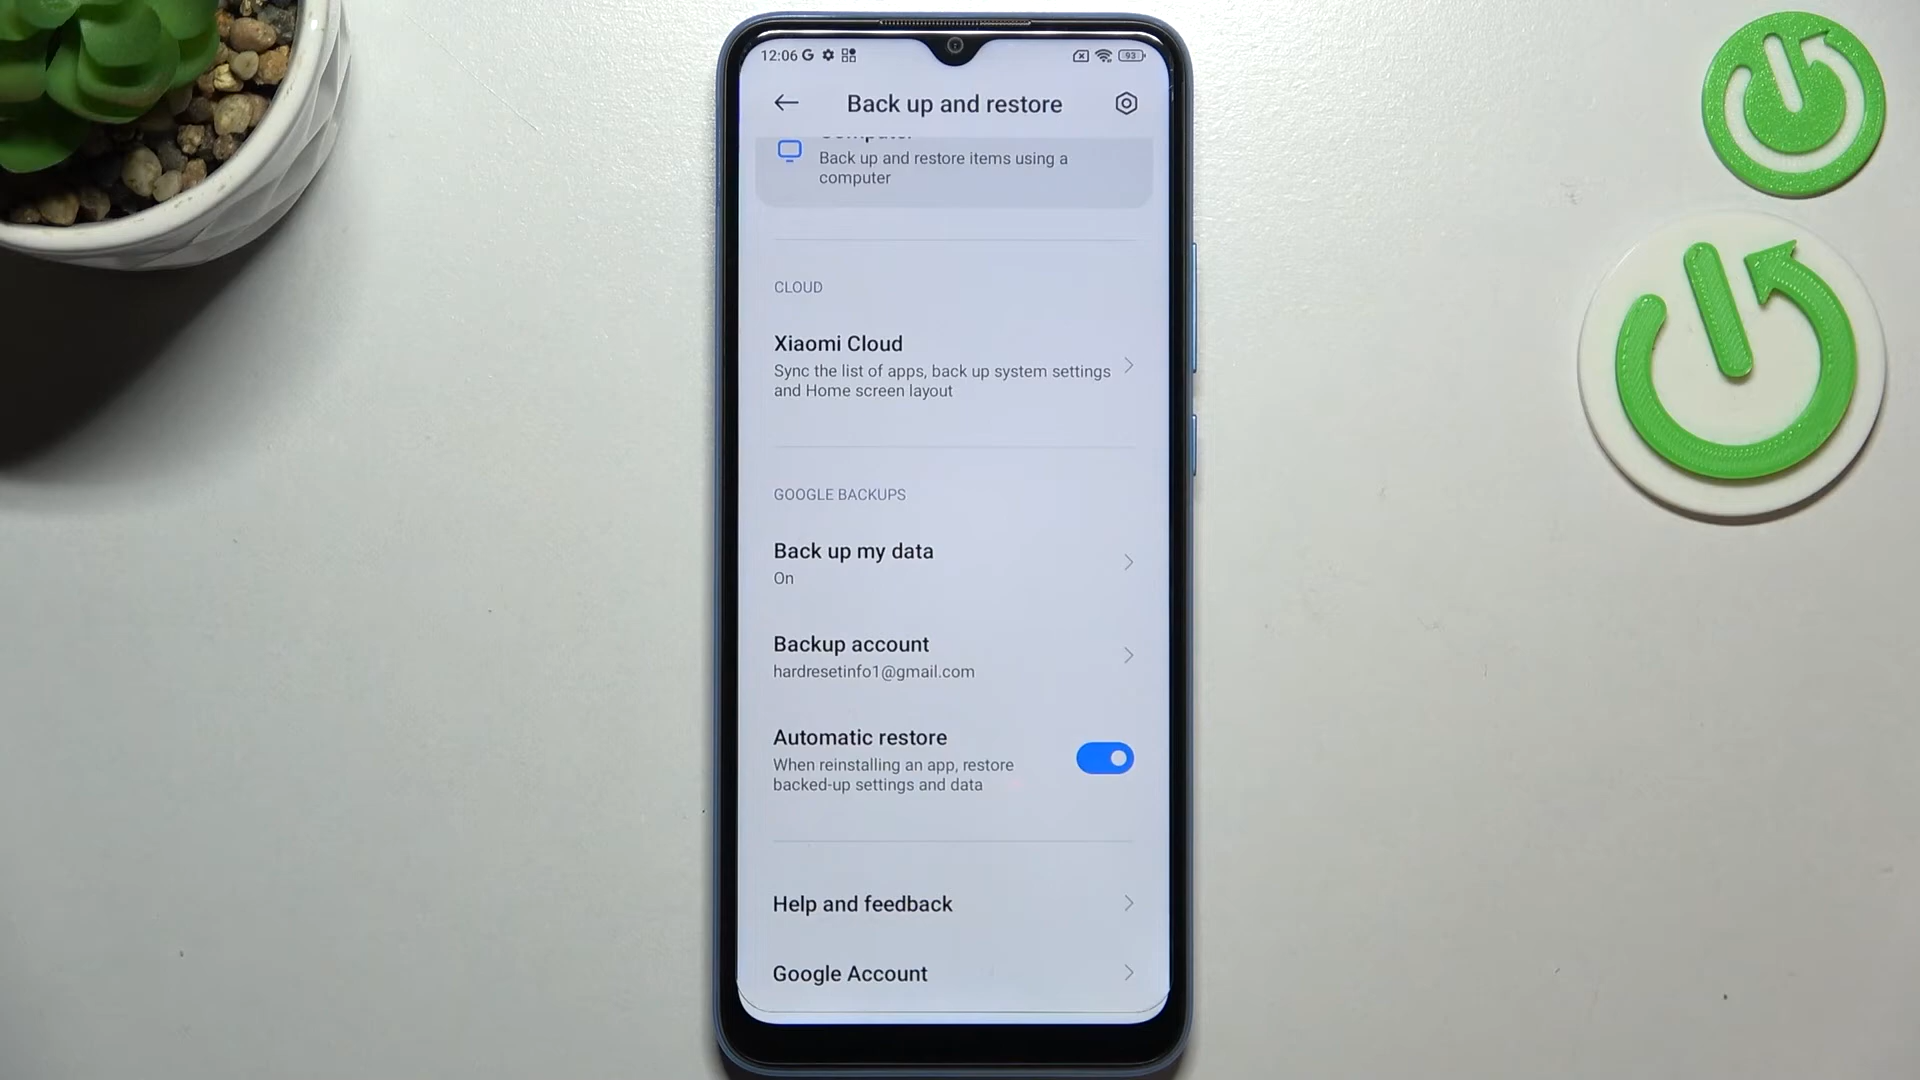 12:06
93
Back up and restore
Computer
Back up and restore items using a
computer
CLOUD
Xiaomi Cloud
Sync the list of apps, back up system settings
and Home screen layout
GOOGLE BACKUPS
Back up my data
On
Backup account
hardresetinfo1@gmail.com
Automatic restore
When reinstalling an app, restore
backed-up settings and data
Help and feedback
Google Account